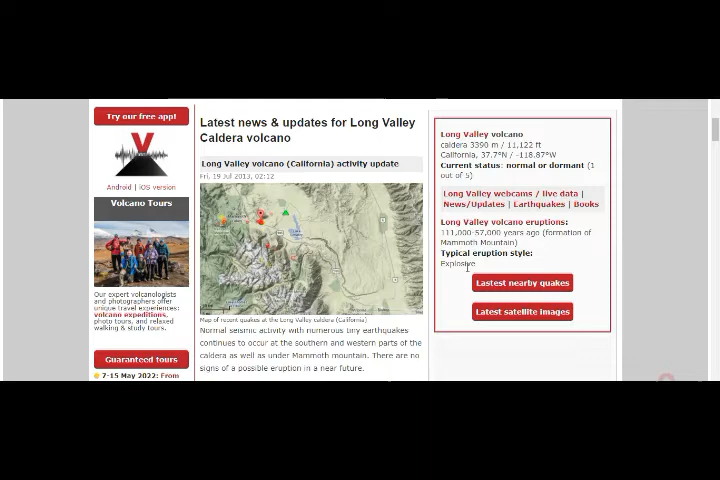 Try our free app!
Android | iOS version
Volcano Tours
Our expert volcanologists
and photographers offer
unique travel experiences:
volcano expeditions,
photo tours, and relaxed
walking & study tours.
Guaranteed tours
7-15 May 2022: From
Latest news & updates for Long Valley
Caldera volcano
Long Valley volcano (California) activity update
Fri, 19 Jul 2013, 02:12
Map of recent quakes at the Long Valley caldera (California)
Normal seismic activity with numerous tiny earthquakes
continues to occur at the southern and western parts of the
caldera as well as under Mammoth mountain. There are no
signs of a possible eruption in a near future.
Long Valley volcano
caldera 3390 m / 11,122 ft
California, 37.7°N / -118.87°W
Current status: normal or dormant (1
out of 5)
Long Valley webcams / live data |
News/Updates | Earthquakes | Books
Long Valley volcano eruptions:
111,000-57,000 years ago (formation of
Mammoth Mountain)
Typical eruption style:
Explosive
Lastest nearby quakes
Latest satellite images